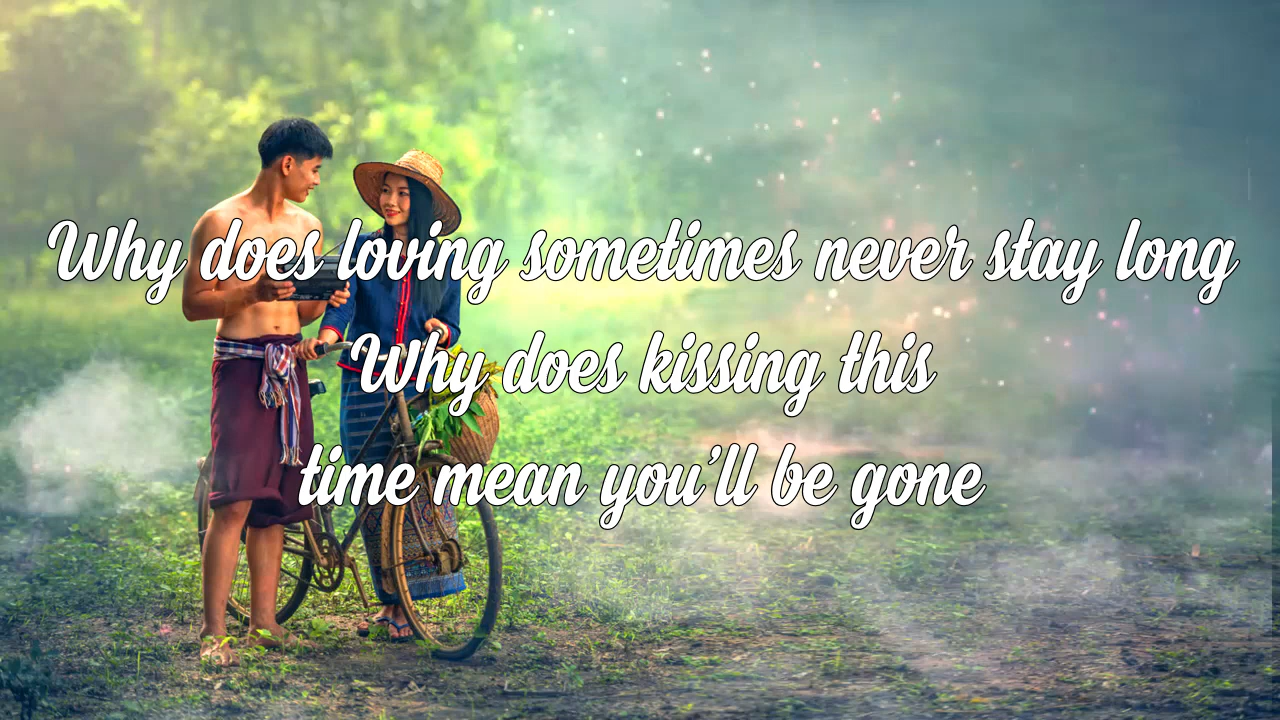 Why does loving sometimes never stay long
Why does kissing this
time mean you'll be gone